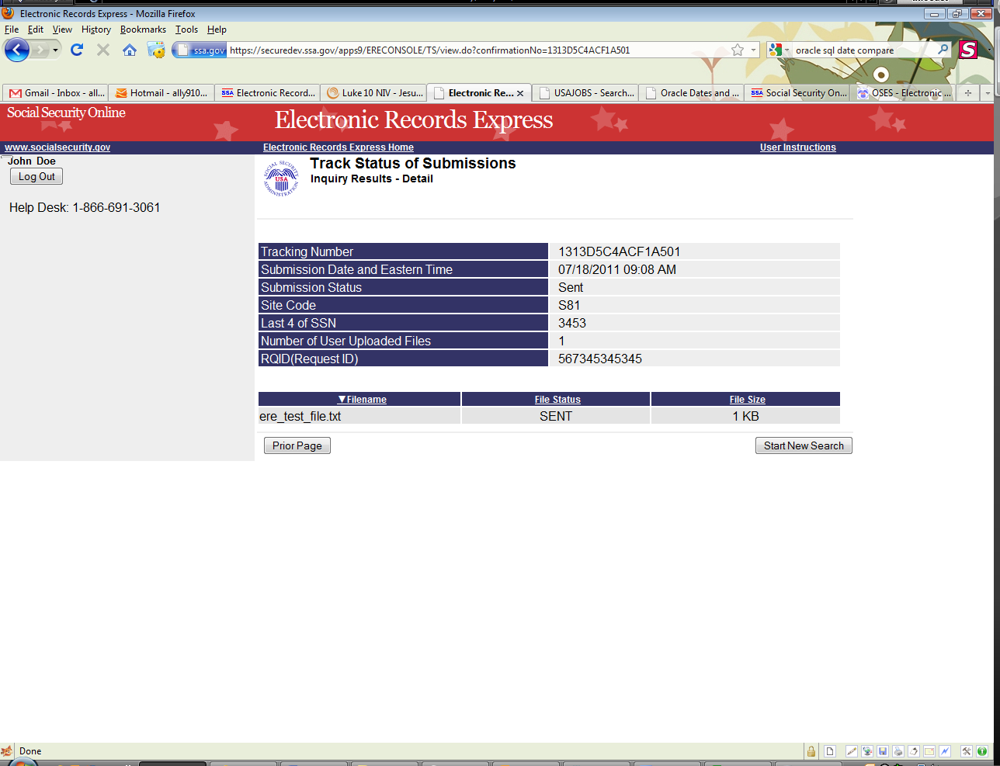 Electronic Records Express - Mozilla Firefox
File Edit View History Bookmarks Tools Help
ssa.gov https://securedev.ssa.gov/apps9/ERECONSOLE/TS/view.do?confirmationNo=1313D5C4ACF1A501 oracle sql date compare S
Gmail - Inbox - all... Hotmail - ally910... SSA Electronic Record... Luke 10 NIV - Jesu... Electronic Re... USAJOBS - Search... Oracle Dates and ... SSA Social Security On... OSES - Electronic ...
Social Security Online Electronic Records Express
www.socialsecurity.gov Electronic Records Express Home User Instructions
John Doe
Log Out
Help Desk: 1-866-691-3061
SOCIAL SECURITY ADMINISTRATION USA
Track Status of Submissions
Inquiry Results - Detail
Tracking Number 1313D5C4ACF1A501
Submission Date and Eastern Time 07/18/2011 09:08 AM
Submission Status Sent
Site Code S81
Last 4 of SSN 3453
Number of User Uploaded Files 1
RQID(Request ID) 567345345345
▼Filename File Status File Size
ere_test_file.txt SENT 1 KB
Prior Page Start New Search
Done